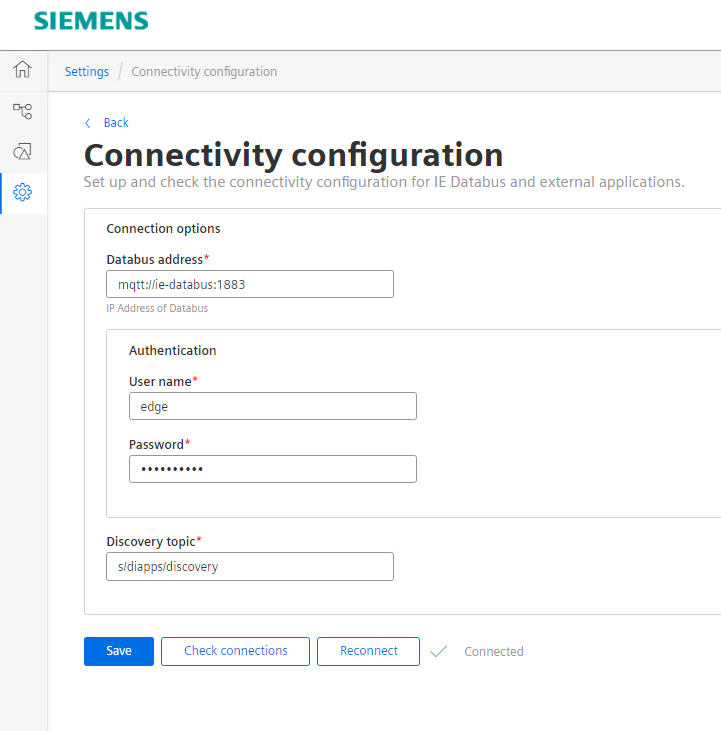 SIEMENS
Settings / Connectivity configuration
Back
Connectivity configuration
Set up and check the connectivity configuration for IE Databus and external applications.
Connection options
Databus address*
mqtt://ie-databus:1883
IP Address of Databus
Authentication
User name*
edge
Password*
••••••••••
Discovery topic*
s/diapps/discovery
Save Check connections Reconnect Connected